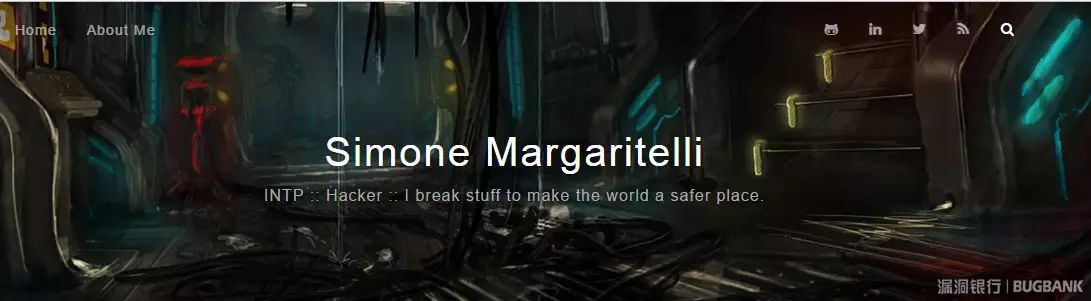 Home About Me
Simone Margaritelli
INTP :: Hacker :: I break stuff to make the world a safer place.
漏洞银行 | BUGBANK